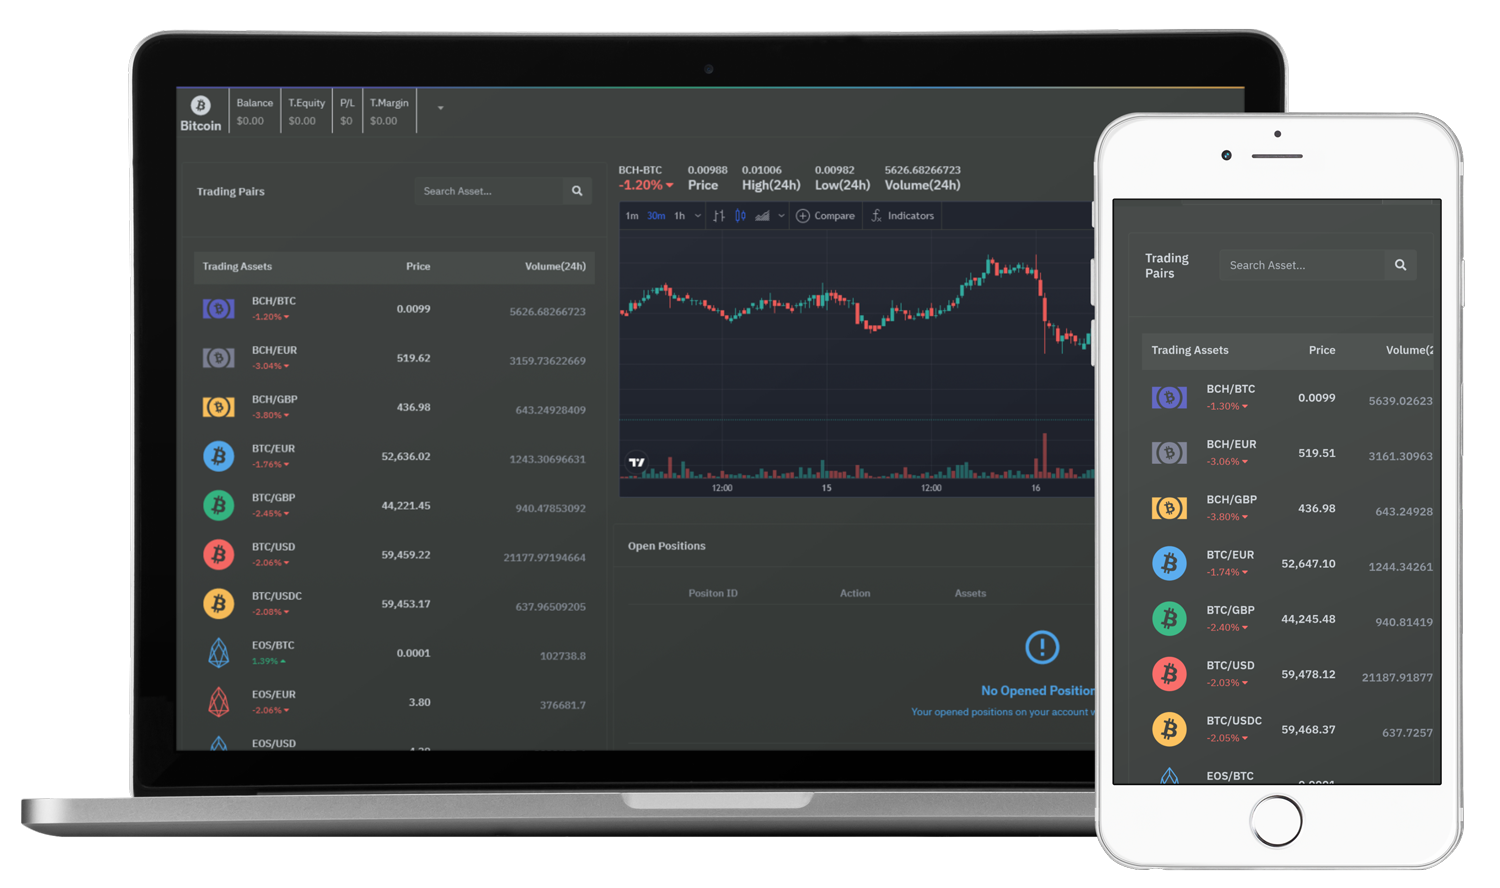 Bitcoin
Balance
$0.00
T.Equity
$0.00
P/L
$0
T.Margin
$0.00
Trading Pairs
Search Asset...
Trading Assets Price Volume(24h)
BCH/BTC 0.0099 5626.68266723
-1.20%
BCH/EUR 519.62 3159.73622669
-3.04%
BCH/GBP 436.98 643.24928409
-3.80%
BTC/EUR 52,636.02 1243.30696631
-1.76%
BTC/GBP 44,221.45 940.47853092
-2.45%
BTC/USD 59,459.22 21177.97194664
-2.06%
BTC/USDC 59,453.17 637.96509205
-2.08%
EOS/BTC 0.0001 102738.8
1.39%
EOS/EUR 3.80 376681.7
-2.06%
EOS/USD
BCH-BTC 0.00988 0.01006 0.00982 5626.68266723
-1.20% Price High(24h) Low(24h) Volume(24h)
1m 30m 1h Compare Indicators
12:00 15 12:00 16
Open Positions
Positon ID Action Assets
No Opened Position
Your opened positions on your account
Trading
Pairs
Search Asset...
Trading Assets Price Volume(2
BCH/BTC 0.0099 5639.02623
-1.30%
BCH/EUR 519.51 3161.30963
-3.06%
BCH/GBP 436.98 643.24928
-3.80%
BTC/EUR 52,647.10 1244.34261
-1.74%
BTC/GBP 44,245.48 940.81419
-2.40%
BTC/USD 59,478.12 21187.91877
-2.03%
BTC/USDC 59,468.37 637.7257
-2.05%
EOS/BTC